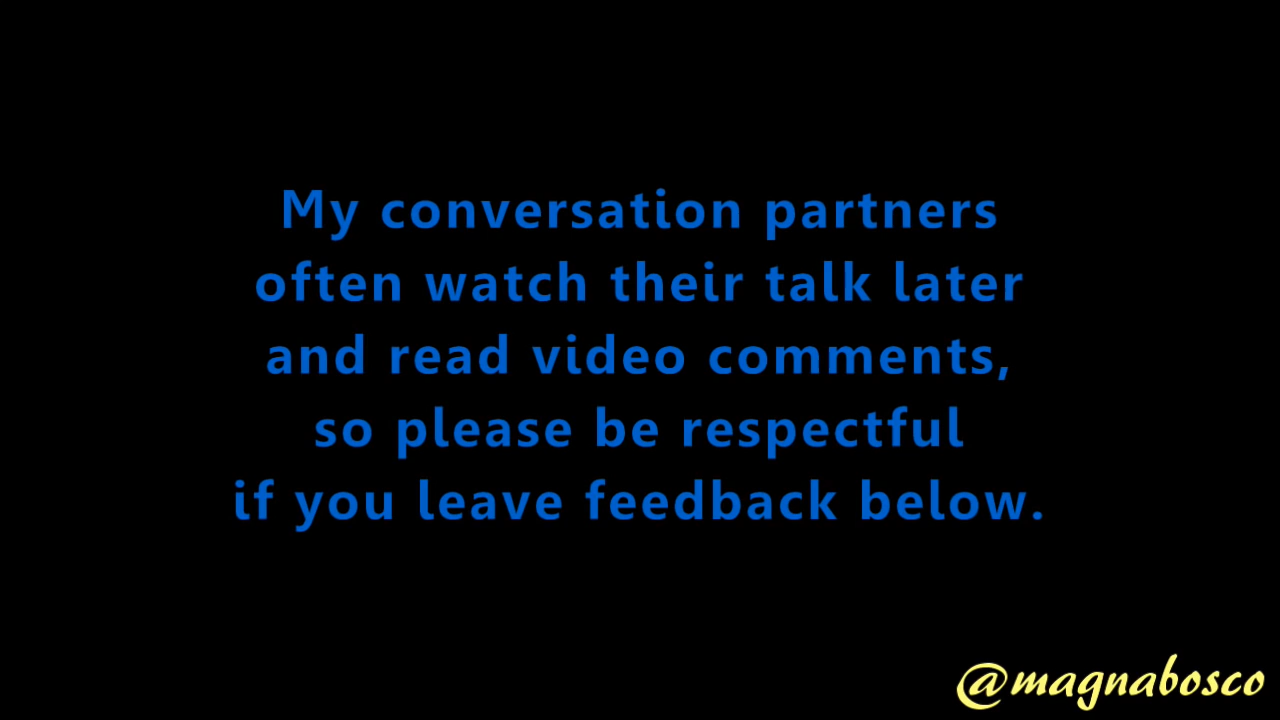 My conversation partners
often watch their talk later
and read video comments,
so please be respectful
if you leave feedback below.
@magnabosco